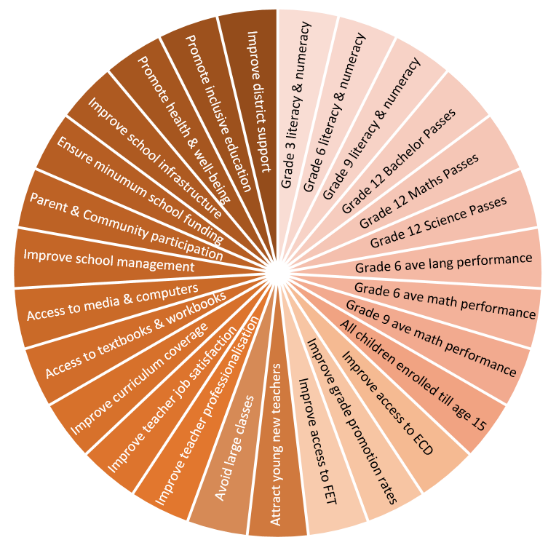 Grade 3 literacy & numeracy
Grade 6 literacy & numeracy
Grade 9 literacy & numeracy
Grade 12 Bachelor Passes
Grade 12 Maths Passes
Grade 12 Science Passes
Grade 6 ave lang performance
Grade 6 ave math performance
Grade 9 ave math performance
All children enrolled till age 15
Improve access to ECD
Improve grade promotion rates
Improve access to FET
Attract young new teachers
Avoid large classes
Improve teacher professionalisation
Improve teacher job satisfaction
Improve curriculum coverage
Access to textbooks & workbooks
Access to media & computers
Improve school management
Parent & Community participation
Ensure minumum school funding
Improve school infrastructure
Promote health & well-being
Promote inclusive education
Improve district support